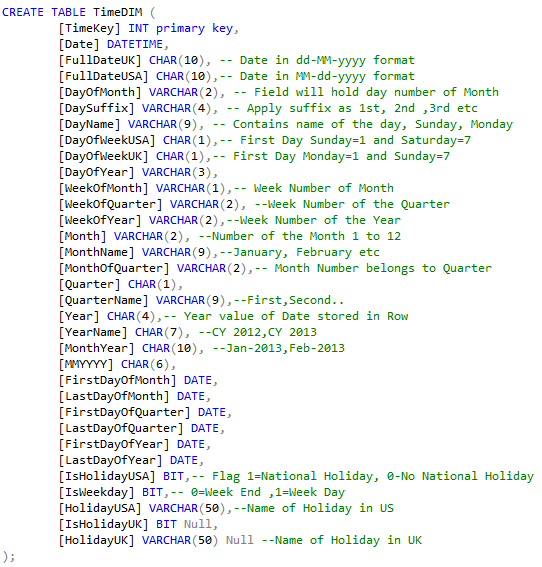 CREATE TABLE TimeDIM (
[TimeKey] INT primary key,
[Date] DATETIME,
[FullDateUK] CHAR(10), -- Date in dd-MM-yyyy format
[FullDateUSA] CHAR(10),-- Date in MM-dd-yyyy format
[DayOfMonth] VARCHAR(2), -- Field will hold day number of Month
[DaySuffix] VARCHAR(4), -- Apply suffix as 1st, 2nd ,3rd etc
[DayName] VARCHAR(9), -- Contains name of the day, Sunday, Monday
[DayOfWeekUSA] CHAR(1),-- First Day Sunday=1 and Saturday=7
[DayOfWeekUK] CHAR(1),-- First Day Monday=1 and Sunday=7
[DayOfYear] VARCHAR(3),
[WeekOfMonth] VARCHAR(1),-- Week Number of Month
[WeekOfQuarter] VARCHAR(2), --Week Number of the Quarter
[WeekOfYear] VARCHAR(2),--Week Number of the Year
[Month] VARCHAR(2), --Number of the Month 1 to 12
[MonthName] VARCHAR(9),--January, February etc
[MonthOfQuarter] VARCHAR(2),-- Month Number belongs to Quarter
[Quarter] CHAR(1),
[QuarterName] VARCHAR(9),--First,Second..
[Year] CHAR(4),-- Year value of Date stored in Row
[YearName] CHAR(7), --CY 2012,CY 2013
[MonthYear] CHAR(10), --Jan-2013,Feb-2013
[MMYYYY] CHAR(6),
[FirstDayOfMonth] DATE,
[LastDayOfMonth] DATE,
[FirstDayOfQuarter] DATE,
[LastDayOfQuarter] DATE,
[FirstDayOfYear] DATE,
[LastDayOfYear] DATE,
[IsHolidayUSA] BIT,-- Flag 1=National Holiday, 0-No National Holiday
[IsWeekday] BIT,-- 0=Week End ,1=Week Day
[HolidayUSA] VARCHAR(50),--Name of Holiday in US
[IsHolidayUK] BIT Null,
[HolidayUK] VARCHAR(50) Null --Name of Holiday in UK
);